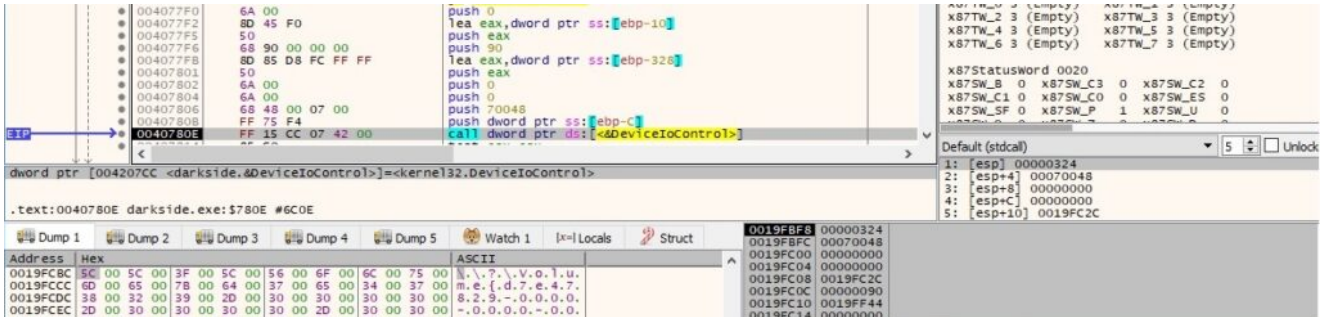 004077F0 6A 00 push 0
004077F2 8D 45 F0 lea eax,dword ptr ss:[ebp-10]
004077F5 50 push eax
004077F6 68 90 00 00 00 push 90
004077FB 8D 85 D8 FC FF FF lea eax,dword ptr ss:[ebp-328]
00407801 50 push eax
00407802 6A 00 push 0
00407804 6A 00 push 0
00407806 68 48 00 07 00 push 70048
0040780B FF 75 F4 push dword ptr ss:[ebp-C]
EIP 0040780E FF 15 CC 07 42 00 call dword ptr ds:[<&DeviceIoControl>]
x87TW_4 3 (Empty) x87TW_5 3 (Empty)
x87TW_6 3 (Empty) x87TW_7 3 (Empty)
x87StatusWord 0020
x87SW_B 0 x87SW_C3 0 x87SW_C2 0
x87SW_C1 0 x87SW_C0 0 x87SW_ES 0
x87SW_SF 0 x87SW_P 1 x87SW_U 0
Default (stdcall) 5 Unlock
1: [esp] 00000324
2: [esp+4] 00070048
3: [esp+8] 00000000
4: [esp+C] 00000000
5: [esp+10] 0019FC2C
dword ptr [004207CC <darkside.&DeviceIoControl>]=<kernel32.DeviceIoControl>
.text:0040780E darkside.exe:$780E #6C0E
Dump 1 Dump 2 Dump 3 Dump 4 Dump 5 Watch 1 [x=] Locals Struct
Address Hex ASCII
0019FCBC 5C 00 5C 00 3F 00 5C 00 56 00 6F 00 6C 00 75 00 \.\.?.\.V.o.l.u.
0019FCCC 6D 00 65 00 7B 00 64 00 37 00 65 00 34 00 37 00 m.e.{.d.7.e.4.7.
0019FCDC 38 00 32 00 39 00 2D 00 30 00 30 00 30 00 30 00 8.2.9.-.0.0.0.0.
0019FCEC 2D 00 30 00 30 00 30 00 30 00 2D 00 30 00 30 00 -.0.0.0.0.-.0.0.
0019FBF8 00000324
0019FBFC 00070048
0019FC00 00000000
0019FC04 00000000
0019FC08 0019FC2C
0019FC0C 00000090
0019FC10 0019FF44
0019FC14 00000000